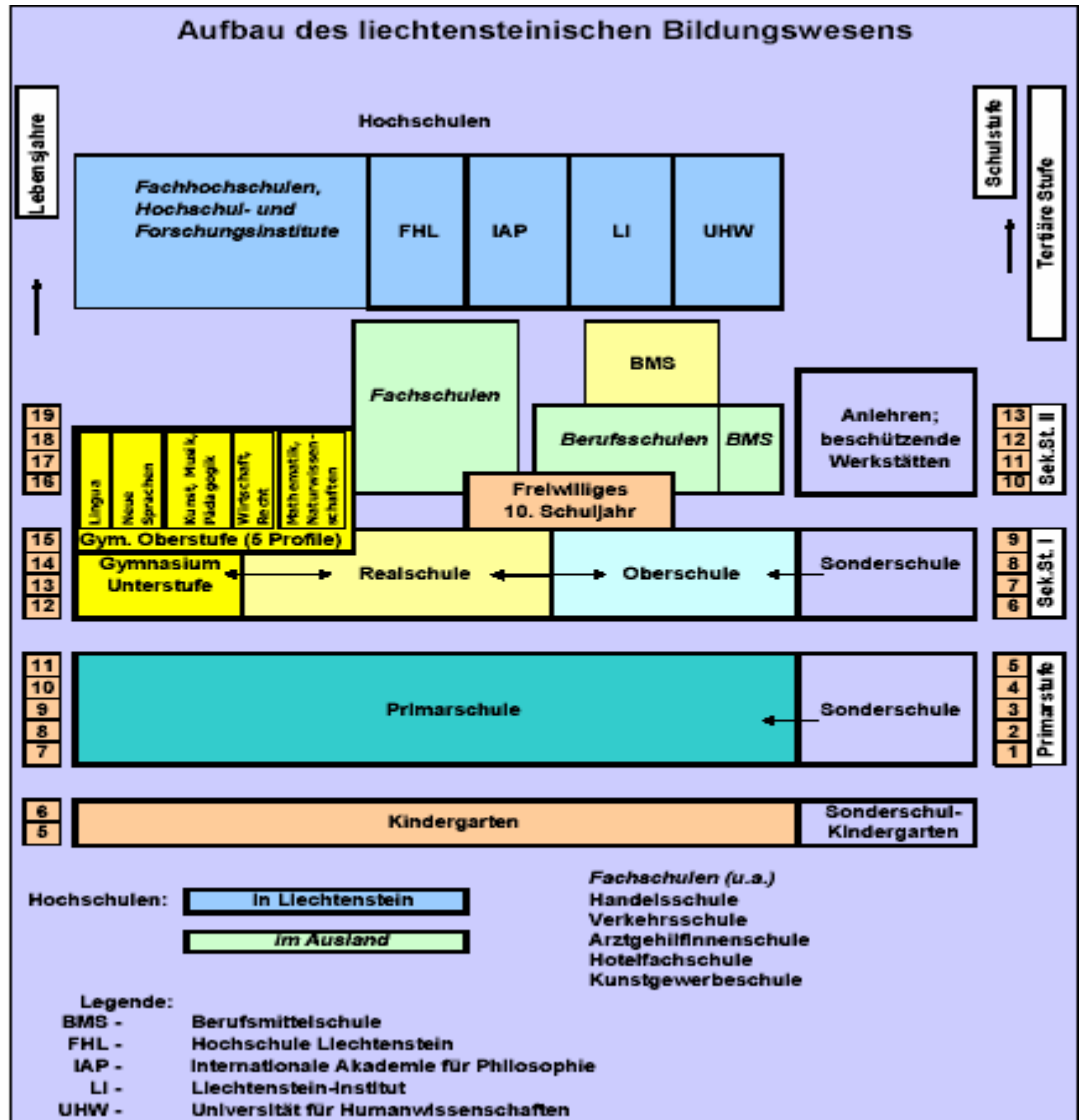 Aufbau des liechtensteinischen Bildungswesens
Lebensjahre
Schulstufe
Tertiäre Stufe
Hochschulen
Fachhochschulen,
Hochschul- und
Forschungsinstitute
FHL
IAP
LI
UHW
Fachschulen
BMS
Berufsschulen
BMS
Anlehren;
beschützende
Werkstätten
19
18
17
16
13
12
11
10
Sek.St. II
Lingua
Neue
Sprachen
Kunst, Musik,
Pädagogik
Wirtschaft,
Recht
Mathematik,
Naturwissen-
schaften
Gym. Oberstufe (5 Profile)
Freiwilliges
10. Schuljahr
15
14
13
12
Gymnasium
Unterstufe
Realschule
Oberschule
Sonderschule
9
8
7
6
Sek.St. I
11
10
9
8
7
Primarschule
Sonderschule
5
4
3
2
1
Primarstufe
6
5
Kindergarten
Sonderschul-
Kindergarten
Hochschulen:
in Liechtenstein
im Ausland
Fachschulen (u.a.)
Handelsschule
Verkehrsschule
ArztgehilfInnenschule
Hotelfachschule
Kunstgewerbeschule
Legende:
BMS - Berufsmittelschule
FHL - Hochschule Liechtenstein
IAP - Internationale Akademie für Philosophie
LI - Liechtenstein-Institut
UHW - Universität für Humanwissenschaften